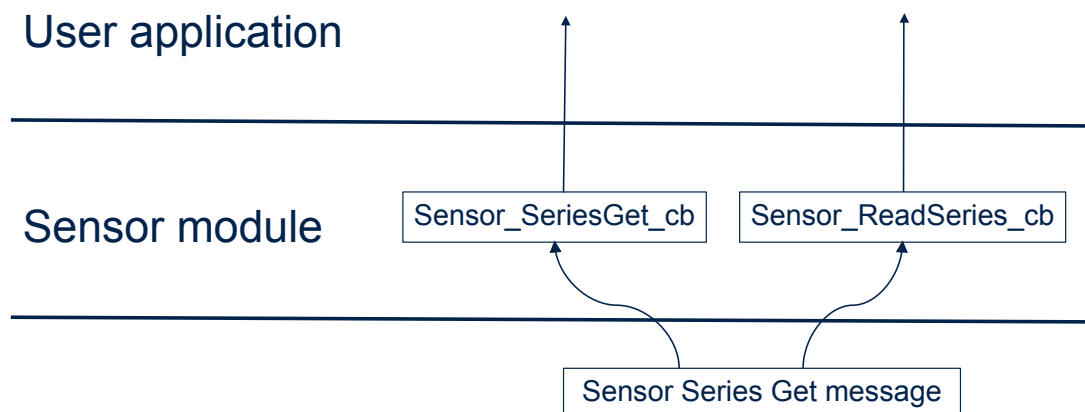 User application
Sensor module
Sensor_SeriesGet_cb
Sensor_ReadSeries_cb
Sensor Series Get message